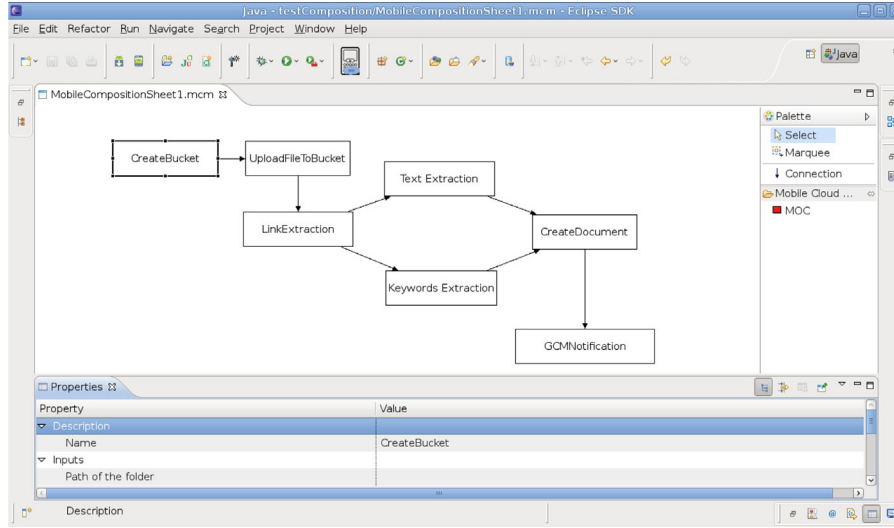 Java - testComposition/MobileCompositionSheet1.mcm - Eclipse SDK
File Edit Refactor Run Navigate Search Project Window Help
Java
MobileCompositionSheet1.mcm
Palette
Select
Marquee
Connection
Mobile Cloud ...
MOC
CreateBucket
UploadFileToBucket
Text Extraction
LinkExtraction
CreateDocument
Keywords Extraction
GCMNotification
Properties
Property Value
Description
Name CreateBucket
Inputs
Path of the folder
Description